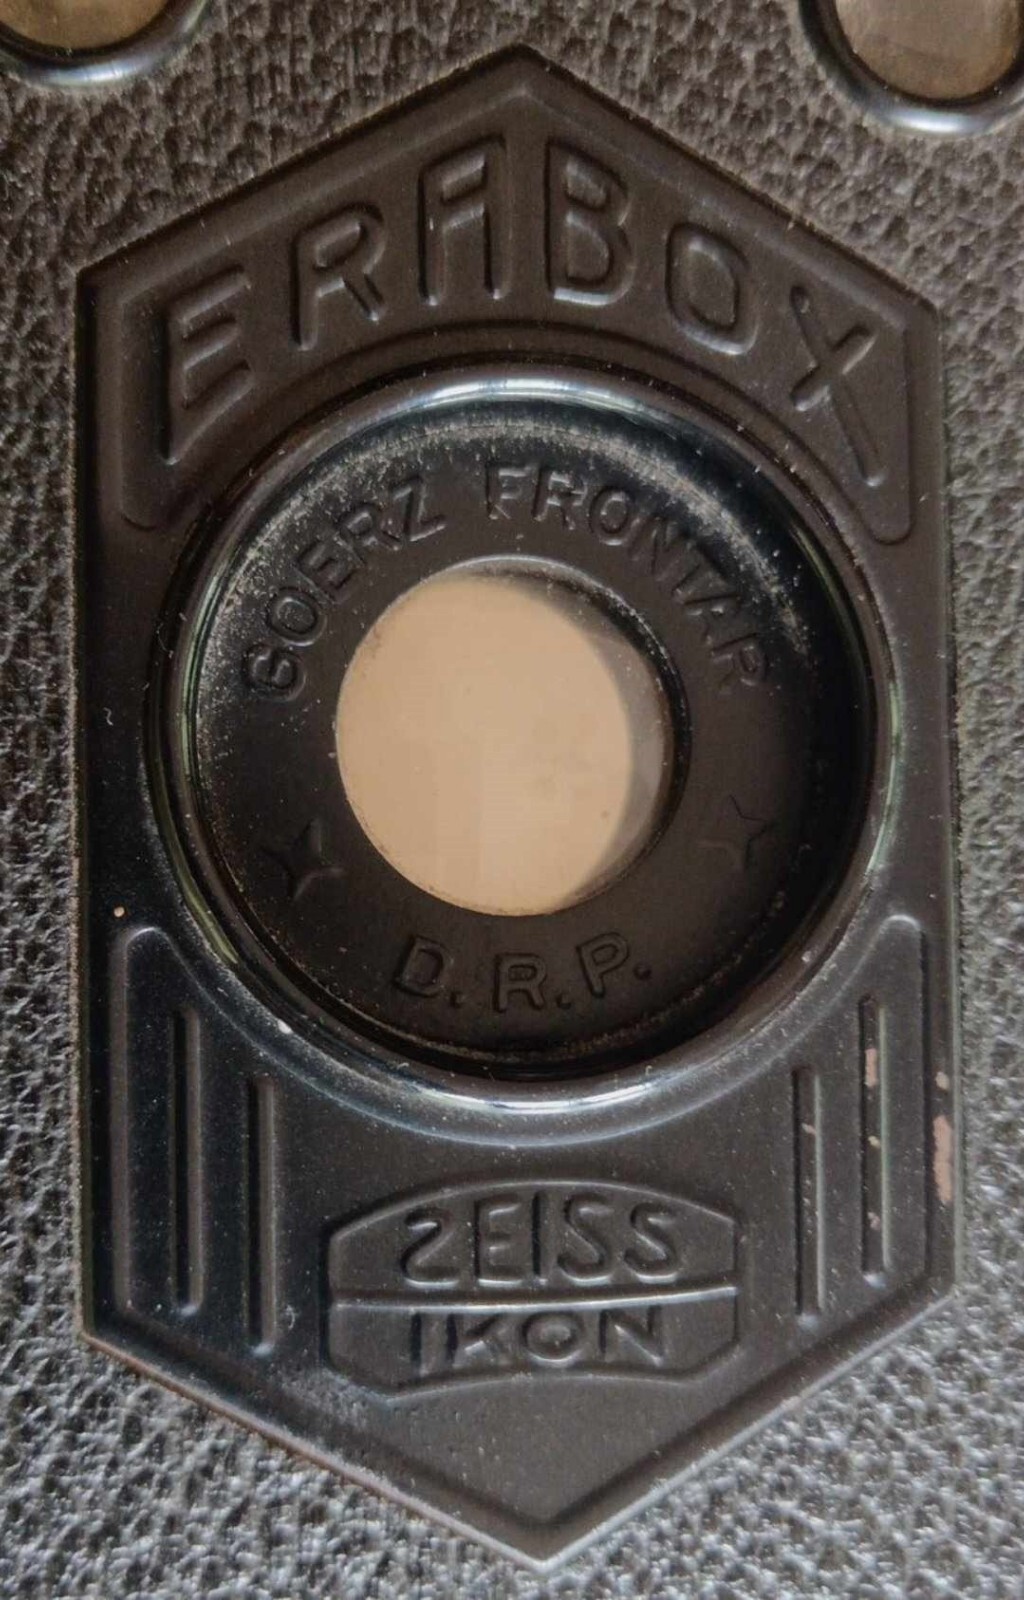 ERABOX
GOERZ FRONTAR
D.R.P.
ZEISS
IKON